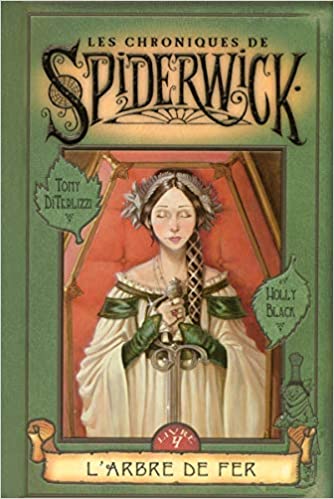 LES CHRONIQUES DE
SPIDERWICK
TONY
DITERLIZZI
HOLLY
BLACK
LIVRE
4
L'ARBRE DE FER